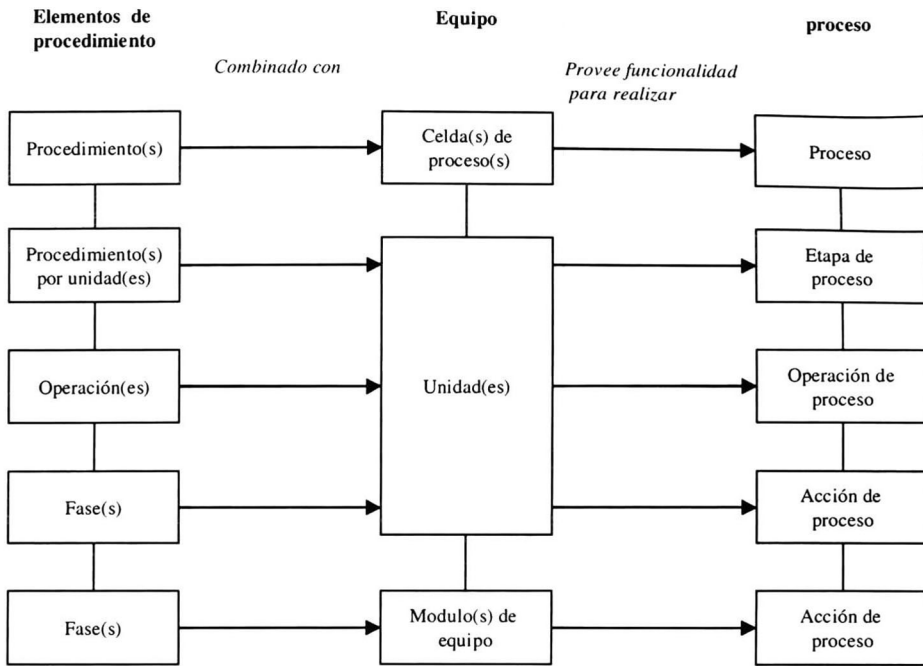 Elementos de
procedimiento
Equipo
proceso
Combinado con
Provee funcionalidad
para realizar
Procedimiento(s)
Celda(s) de
proceso(s)
Proceso
Procedimiento(s)
por unidad(es)
Etapa de
proceso
Operación(es)
Unidad(es)
Operación de
proceso
Fase(s)
Acción de
proceso
Fase(s)
Modulo(s) de
equipo
Acción de
proceso